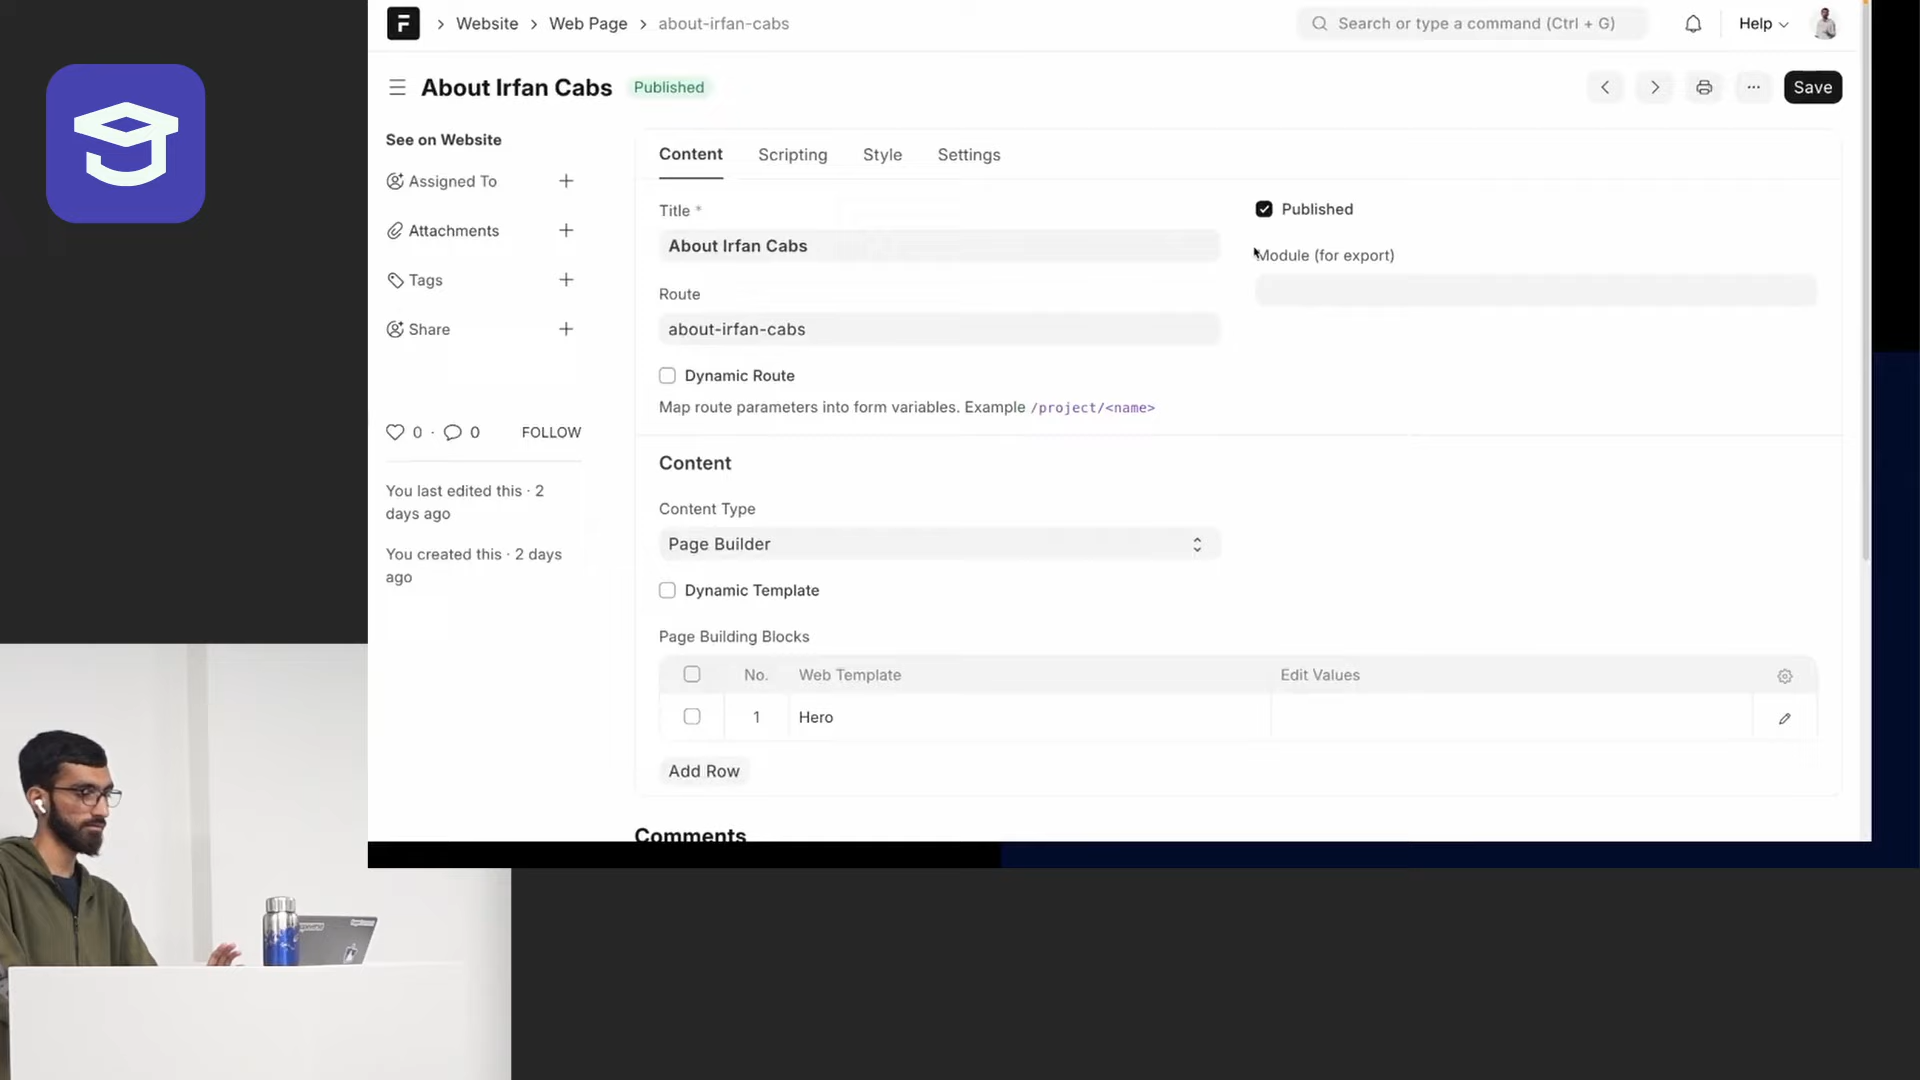 Website
Web Page
about-irfan-cabs
Search or type a command (Ctrl + G)
Help
About Irfan Cabs
Published
Save
See on Website
Assigned To
Attachments
Tags
Share
0 · 0
FOLLOW
You last edited this · 2
days ago
You created this · 2 days
ago
Content
Scripting
Style
Settings
Title *
About Irfan Cabs
Route
about-irfan-cabs
Dynamic Route
Map route parameters into form variables. Example /project/<name>
Published
Module (for export)
Content
Content Type
Page Builder
Dynamic Template
Page Building Blocks
No.
Web Template
Edit Values
1
Hero
Add Row
Comments